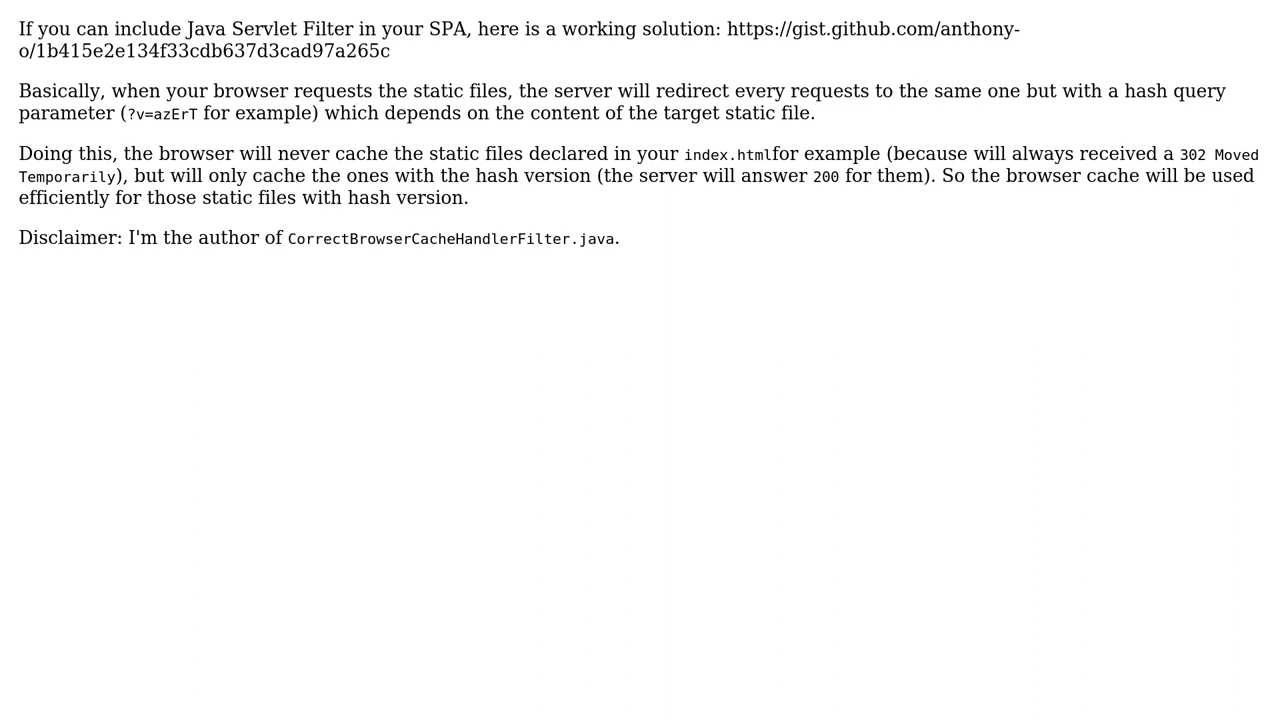 If you can include Java Servlet Filter in your SPA, here is a working solution: https://gist.github.com/anthony-
o/1b415e2e134f33cdb637d3cad97a265c
Basically, when your browser requests the static files, the server will redirect every requests to the same one but with a hash query
parameter (?v=azErT for example) which depends on the content of the target static file.
Doing this, the browser will never cache the static files declared in your index.htmlfor example (because will always received a 302 Moved
Temporarily), but will only cache the ones with the hash version (the server will answer 200 for them). So the browser cache will be used
efficiently for those static files with hash version.
Disclaimer: I'm the author of CorrectBrowserCacheHandlerFilter.java.